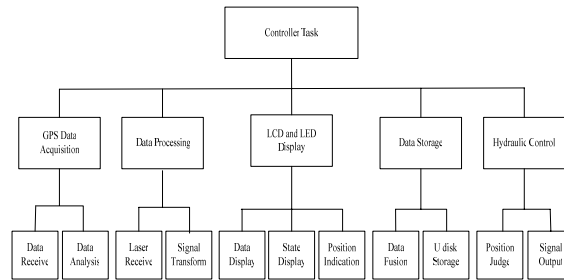 Controller Task
GPS Data
Acquisition
Data Processing
LCD and LED
Display
Data Storage
Hydraulic Control
Data
Receive
Data
Analysis
Laser
Receive
Signal
Transform
Data
Display
State
Display
Position
Indication
Data
Fusion
U disk
Storage
Position
Judge
Signal
Output